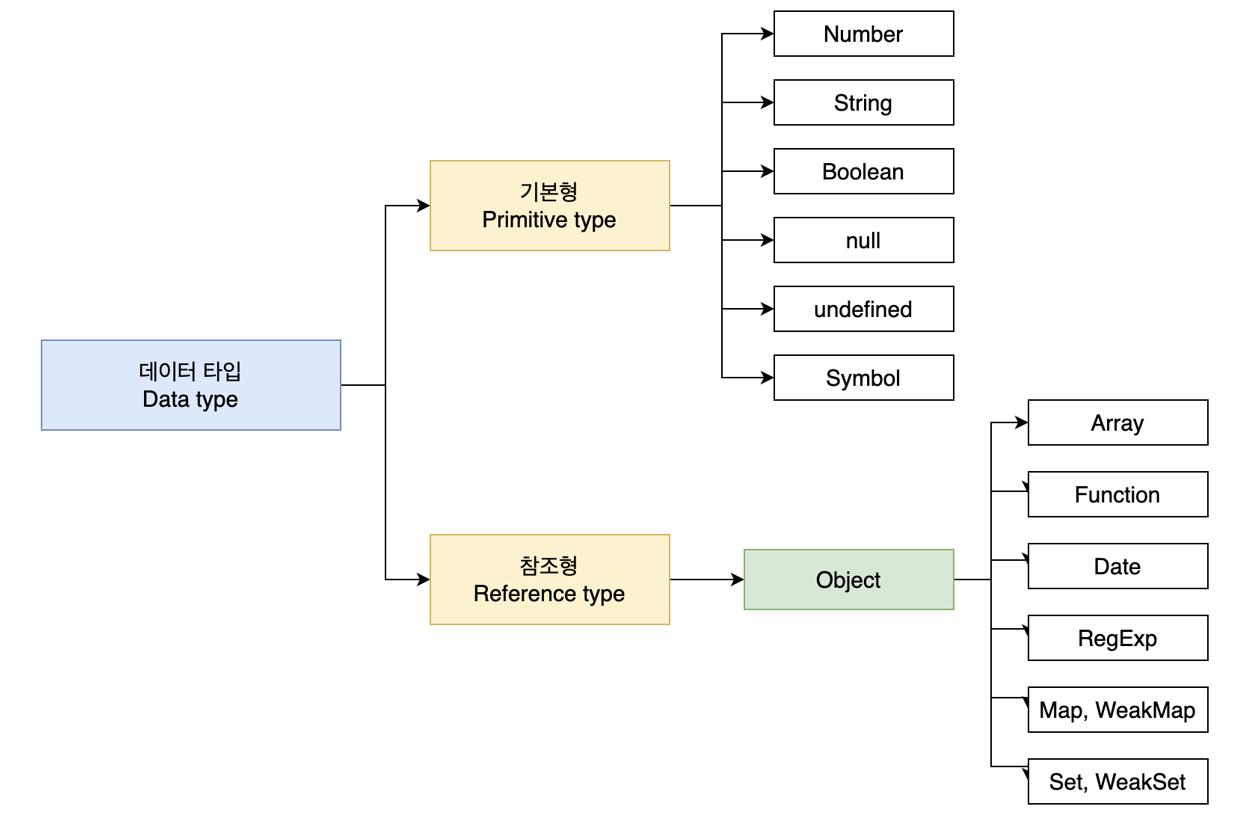 데이터 타입
Data type
기본형
Primitive type
Number
String
Boolean
null
undefined
Symbol
참조형
Reference type
Object
Array
Function
Date
RegExp
Map, WeakMap
Set, WeakSet